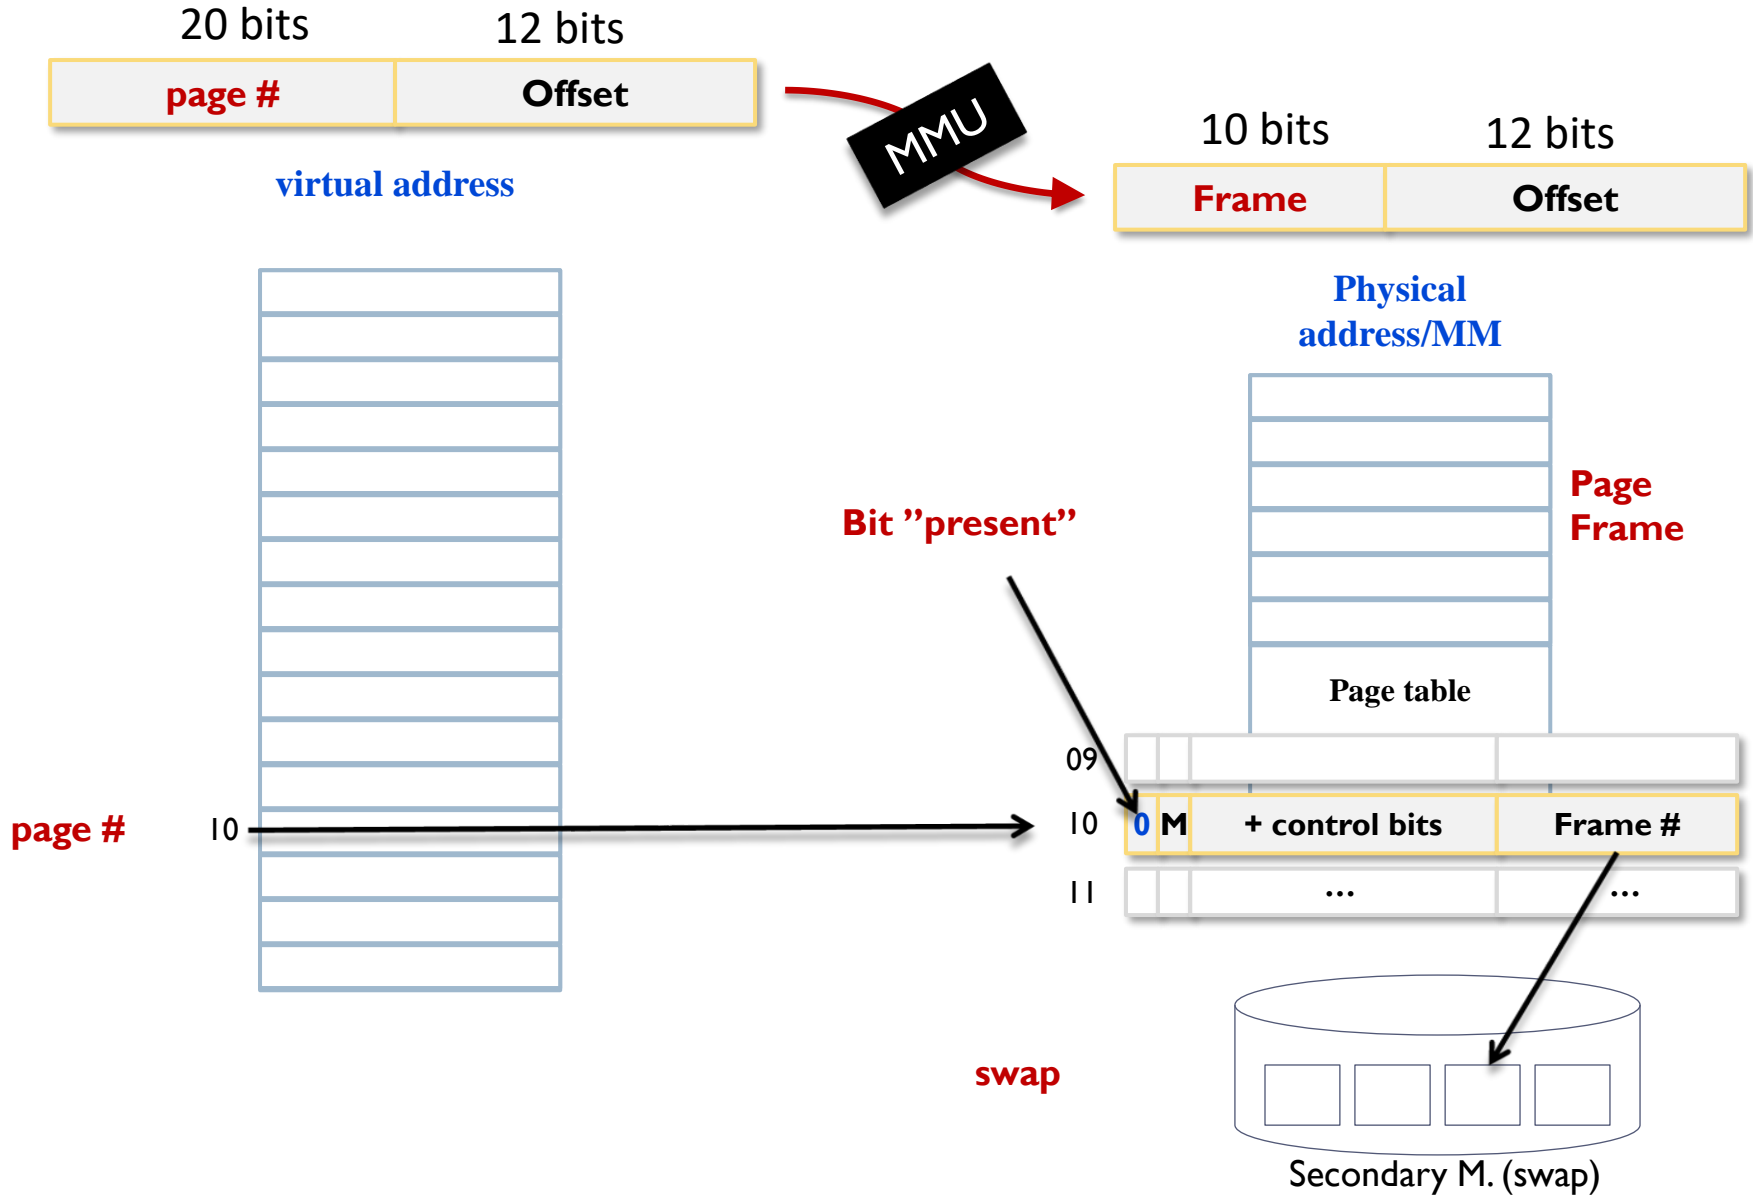 20 bits
12 bits
page #
Offset
MMU
virtual address
10 bits
12 bits
Frame
Offset
Physical
address/MM
Page
Frame
Bit ”present”
Page table
09
page #
10
10
0
M
+ control bits
Frame #
11
...
...
swap
Secondary M. (swap)